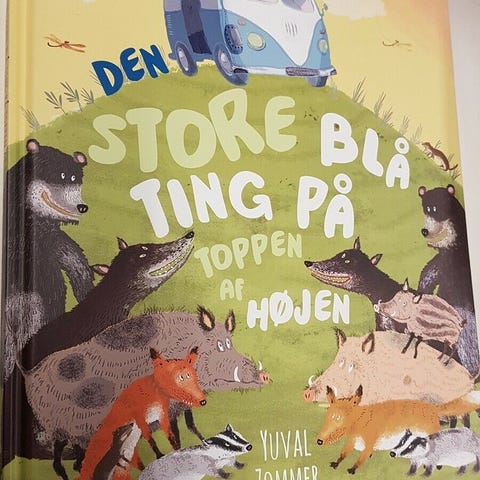 DEN
STORE BLÅ
TING PÅ
TOPPEN
AF
HØJEN
YUVAL
ZOMMER